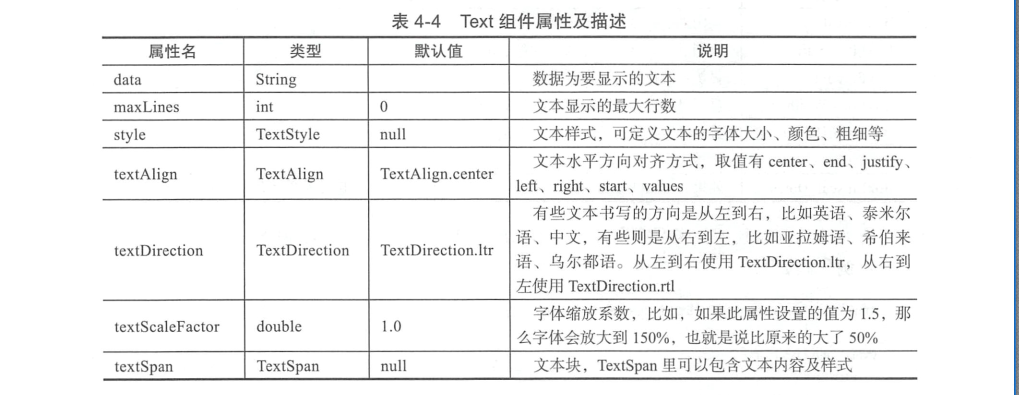 表 4-4 Text 组件属性及描述
属性名 类型 默认值 说明
data String 数据为要显示的文本
maxLines int 0 文本显示的最大行数
style TextStyle null 文本样式，可定义文本的字体大小、颜色、粗细等
textAlign TextAlign TextAlign.center 文本水平方向对齐方式，取值有 center、end、justify、
left、right、start、values
textDirection TextDirection TextDirection.ltr 有些文本书写的方向是从左到右，比如英语、泰米尔
语、中文，有些则是从右到左，比如亚拉姆语、希伯来
语、乌尔都语。从左到右使用 TextDirection.ltr，从右到
左使用 TextDirection.rtl
textScaleFactor double 1.0 字体缩放系数，比如，如果此属性设置的值为 1.5，那
么字体会放大到 150%，也就是说比原来的大了 50%
textSpan TextSpan null 文本块，TextSpan 里可以包含文本内容及样式